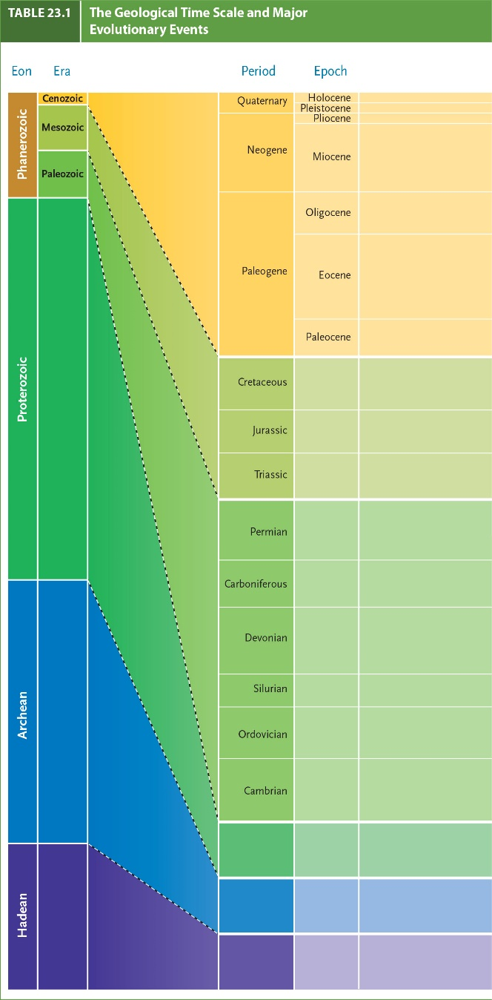 TABLE 23.1
The Geological Time Scale and Major
Evolutionary Events
Eon Era Period Epoch
Phanerozoic
Cenozoic
Mesozoic
Paleozoic
Proterozoic
Archean
Hadean
Quaternary
Neogene
Paleogene
Cretaceous
Jurassic
Triassic
Permian
Carboniferous
Devonian
Silurian
Ordovician
Cambrian
Holocene
Pleistocene
Pliocene
Miocene
Oligocene
Eocene
Paleocene